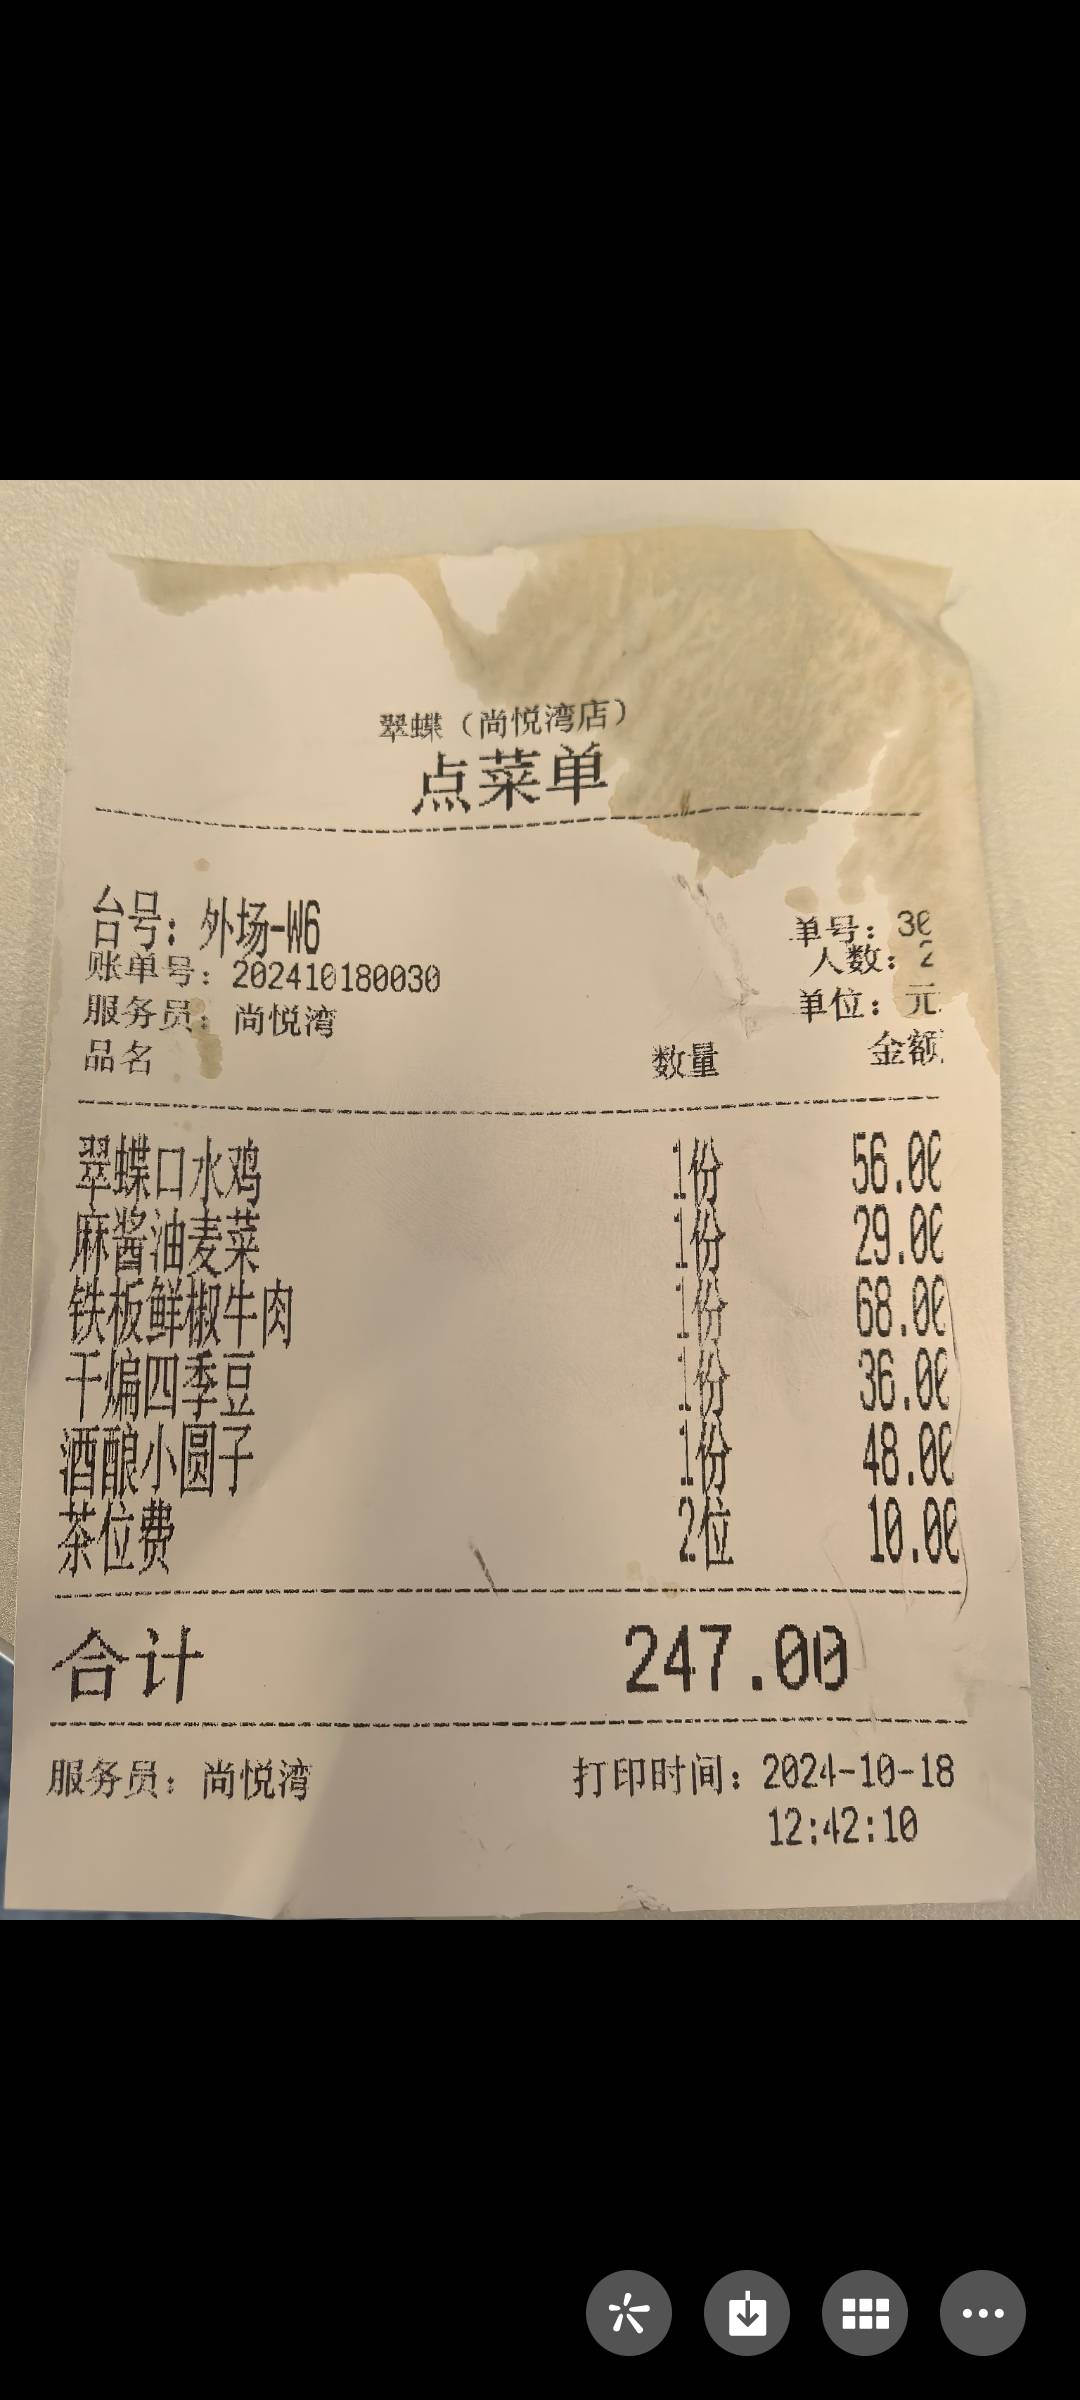 翠蝶（尚悦湾店）
点菜单
台号：外场-W6 单号：30
账单号：202410180030 人数：2
服务员：尚悦湾 单位：元
品名 数量 金额
翠蝶口水鸡 1份 56.00
麻酱油麦菜 1份 29.00
铁板鲜椒牛肉 1份 68.00
干煸四季豆 1份 36.00
酒酿小圆子 1份 48.00
茶位费 2位 10.00
合计 247.00
服务员：尚悦湾 打印时间：2024-10-18
12:42:10